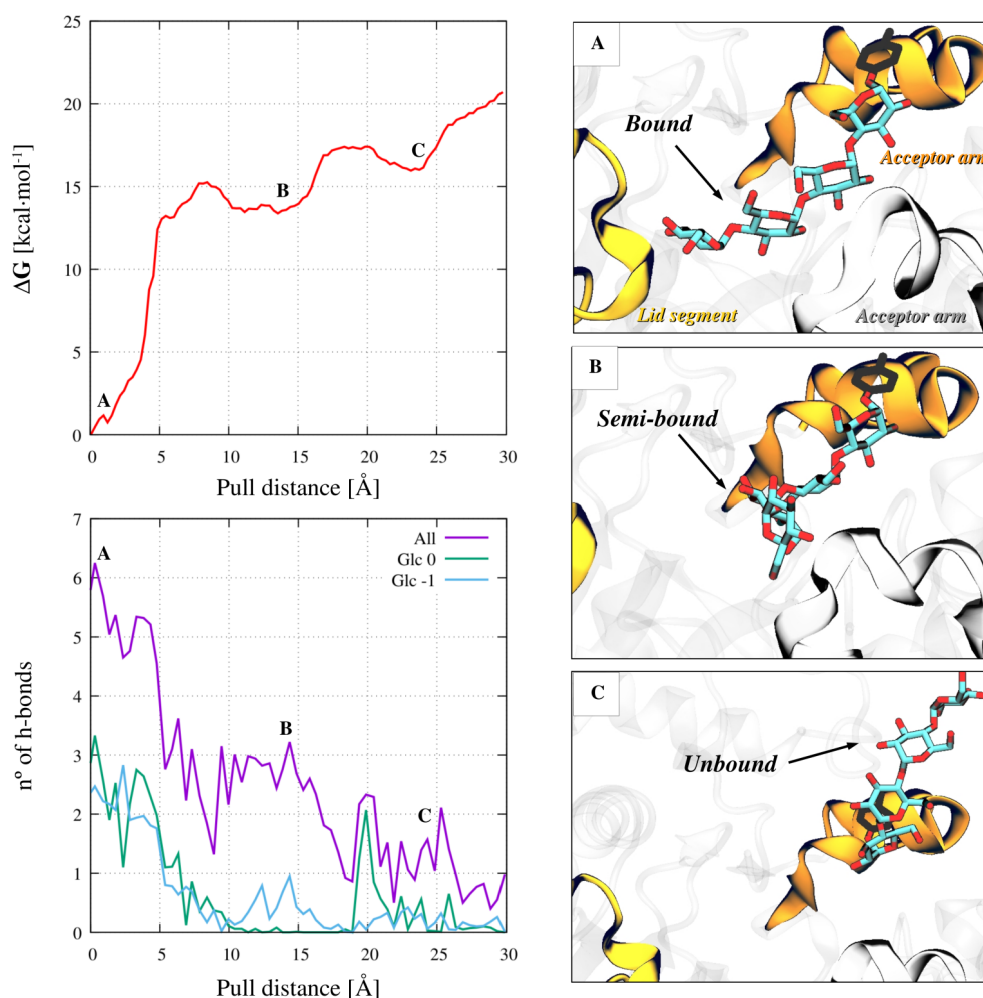 25
20
15
10
5
0
ΔG [kcal·mol⁻¹]
A
B
C
0 5 10 15 20 25 30
Pull distance [Å]
7
6
5
4
3
2
1
0
nº of h-bonds
All
Glc 0
Glc -1
A
B
C
0 5 10 15 20 25 30
Pull distance [Å]
A
Bound
Acceptor arm
Lid segment
Acceptor arm
B
Semi-bound
C
Unbound